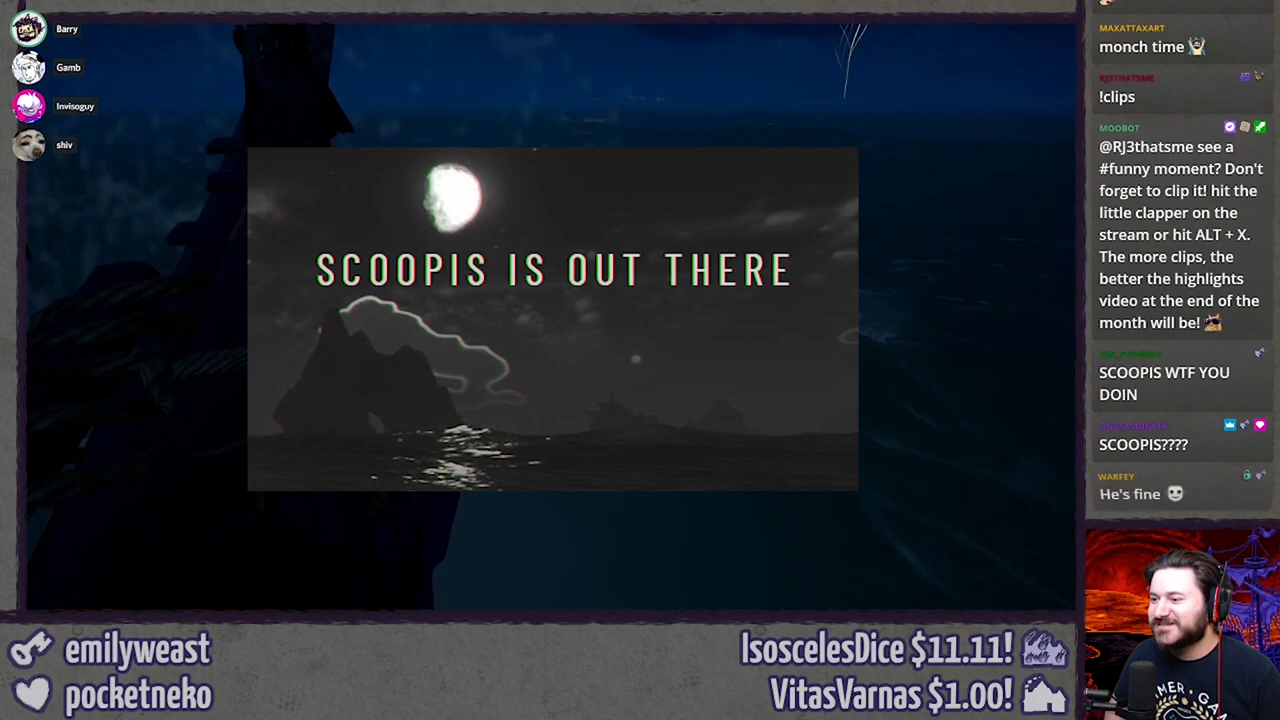 Barry
Gamb
Invisoguy
shiv
SCOOPIS IS OUT THERE
MAXATTAXART
monch time
RJ3THATSME
!clips
MOOBOT
@RJ3thatsme see a
#funny moment? Don't
forget to clip it! hit the
little clapper on the
stream or hit ALT + X.
The more clips, the
better the highlights
video at the end of the
month will be!
SCOOPIS WTF YOU
DOIN
SCOOPIS????
WARFEY
He's fine
emilyweast
pocketneko
IsoscelesDice $11.11!
VitasVarnas $1.00!